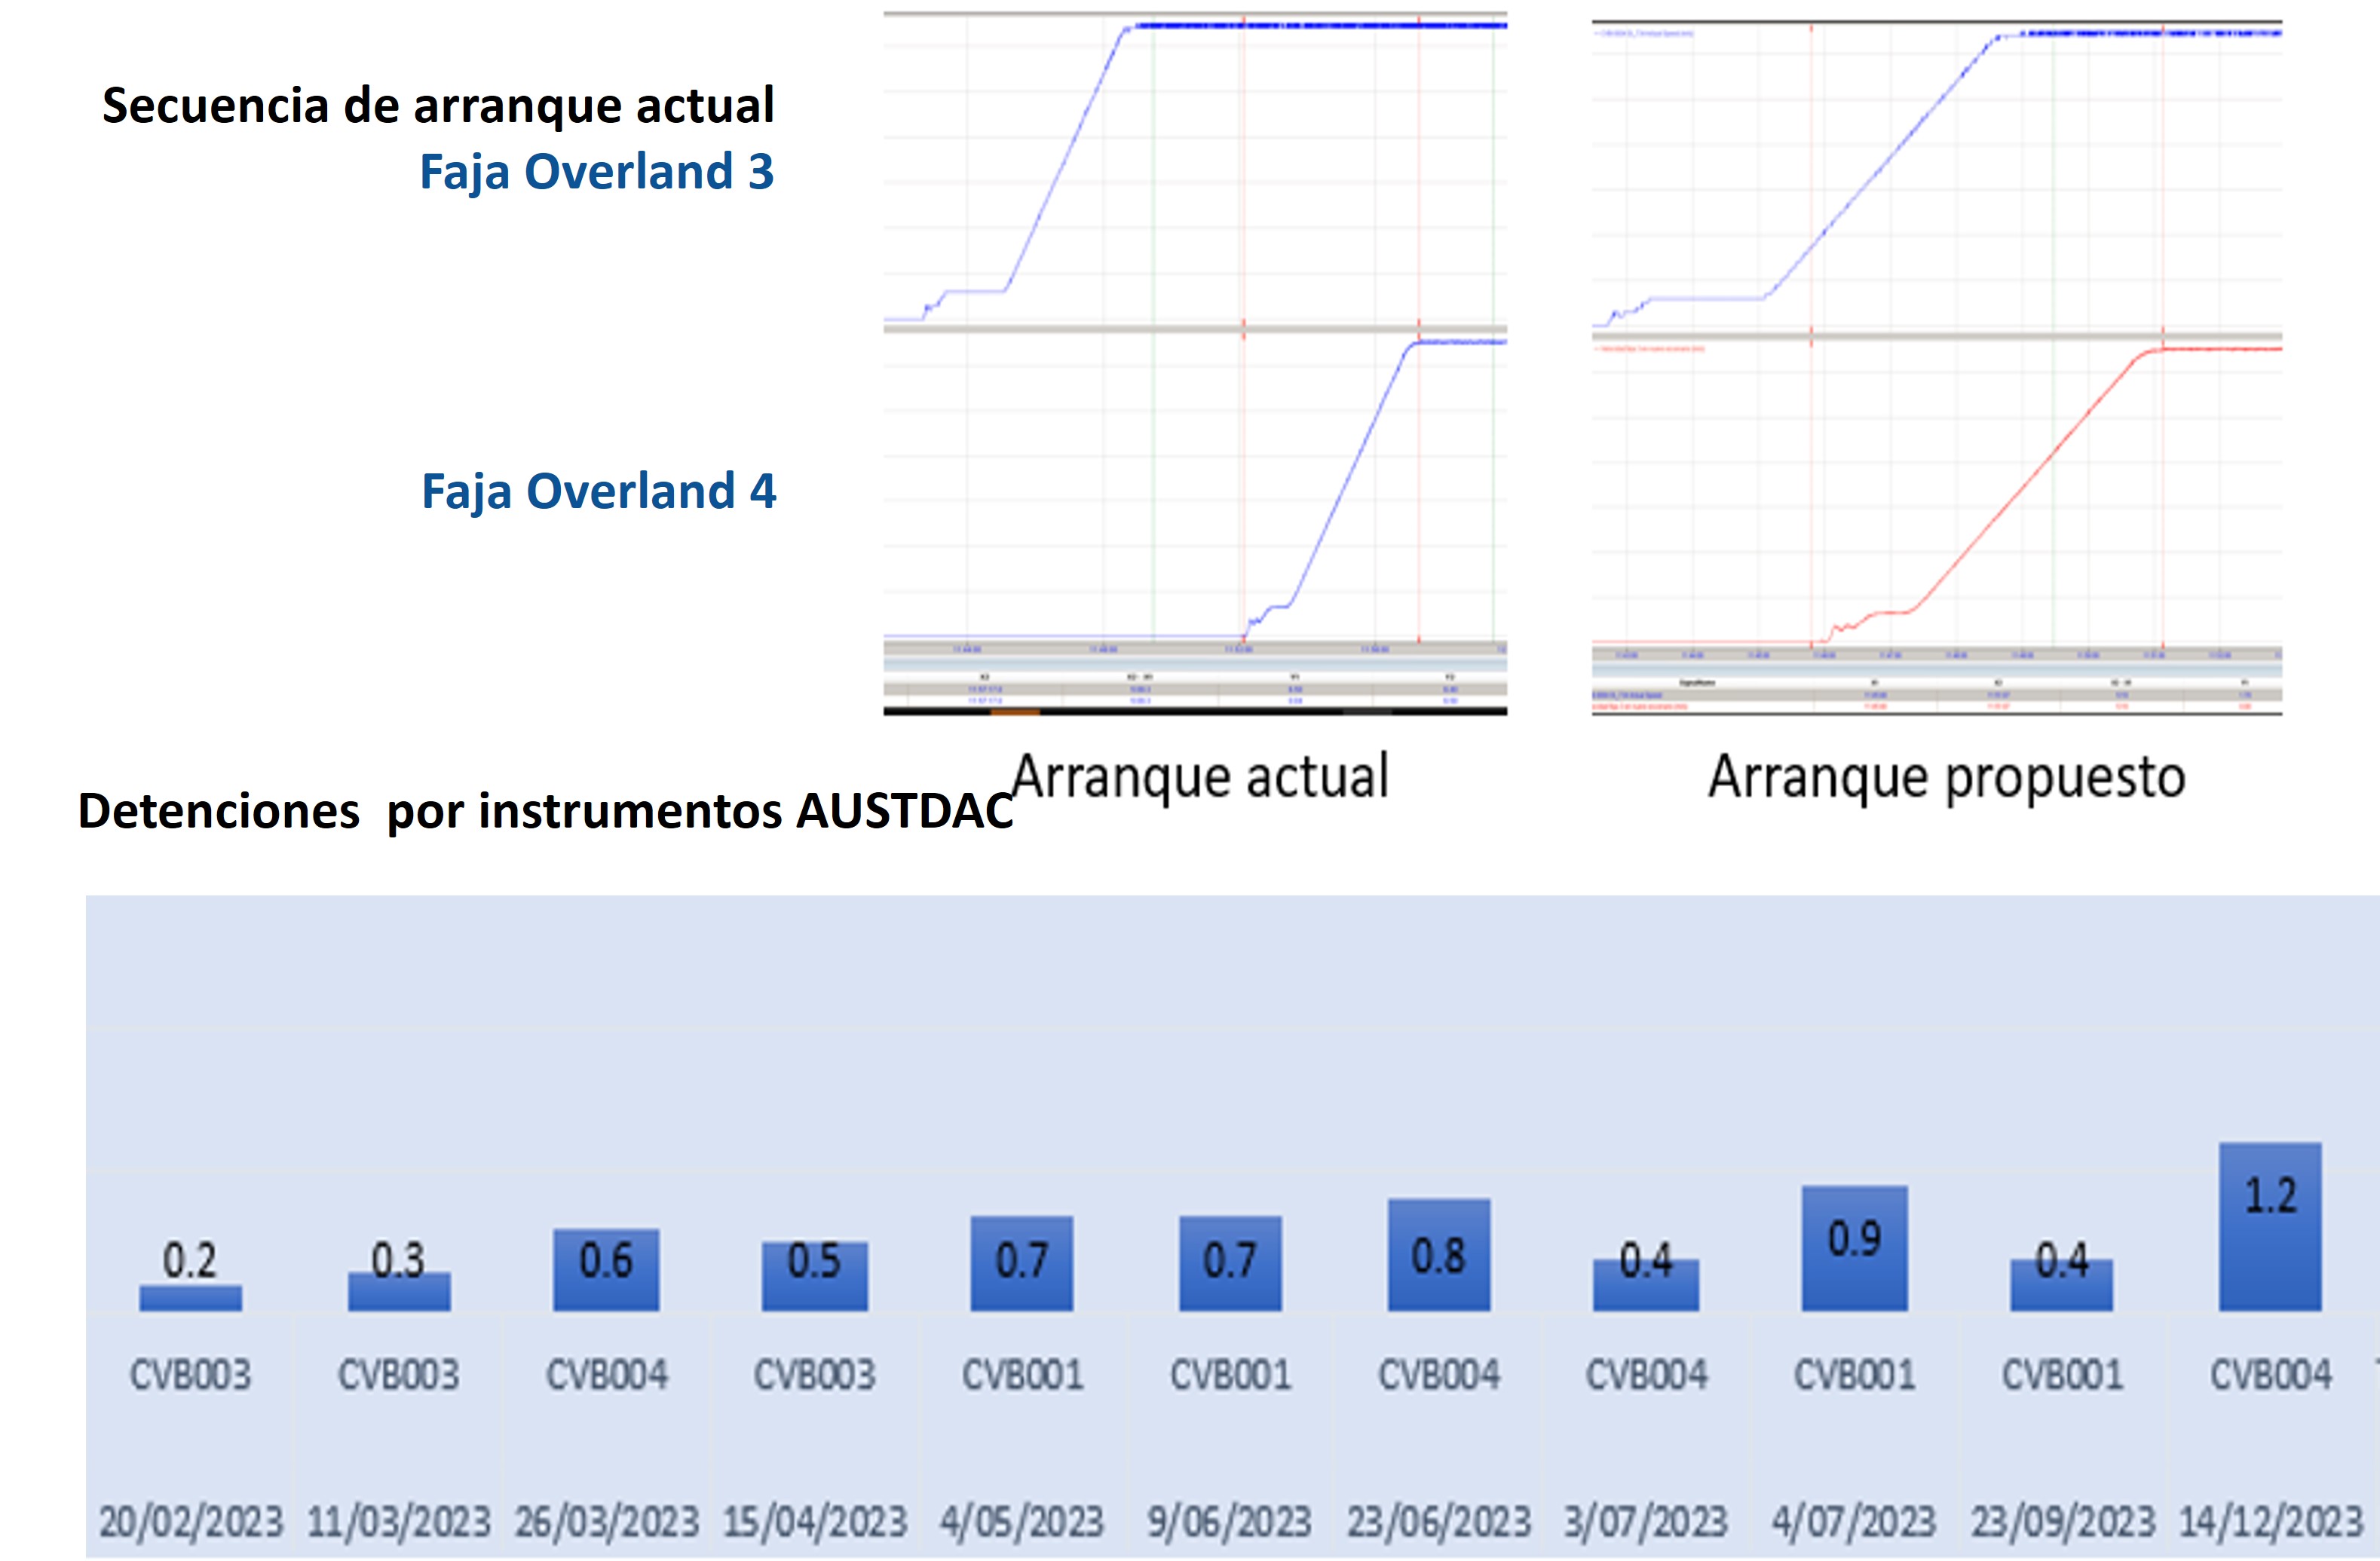 Secuencia de arranque actual
Faja Overland 3
Faja Overland 4
Arranque actual
Arranque propuesto
Detenciones  por instrumentos AUSTDAC
0.2 0.3 0.6 0.5 0.7 0.7 0.8 0.4 0.9 0.4 1.2
CVB003 CVB003 CVB004 CVB003 CVB001 CVB001 CVB004 CVB004 CVB001 CVB001 CVB004
20/02/2023 11/03/2023 26/03/2023 15/04/2023 4/05/2023 9/06/2023 23/06/2023 3/07/2023 4/07/2023 23/09/2023 14/12/2023